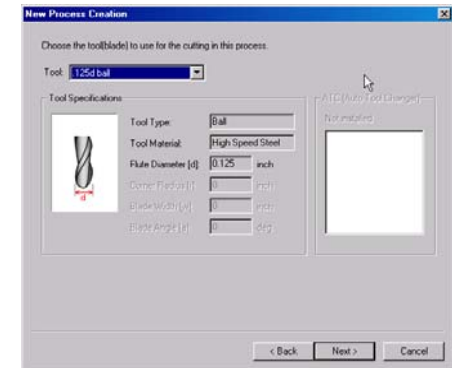 New Process Creation
Choose the tool(blade) to use for the cutting in this process.
Tool: .125d ball
Tool Specifications
ATC(Auto Tool Changer)
Tool Type: Ball
Not installed
Tool Material: High Speed Steel
Flute Diameter [d]: 0.125 inch
Corner Radius [r]: 0 inch
Blade Width [w]: 0 inch
Blade Angle [a]: 0 deg
d
< Back Next > Cancel